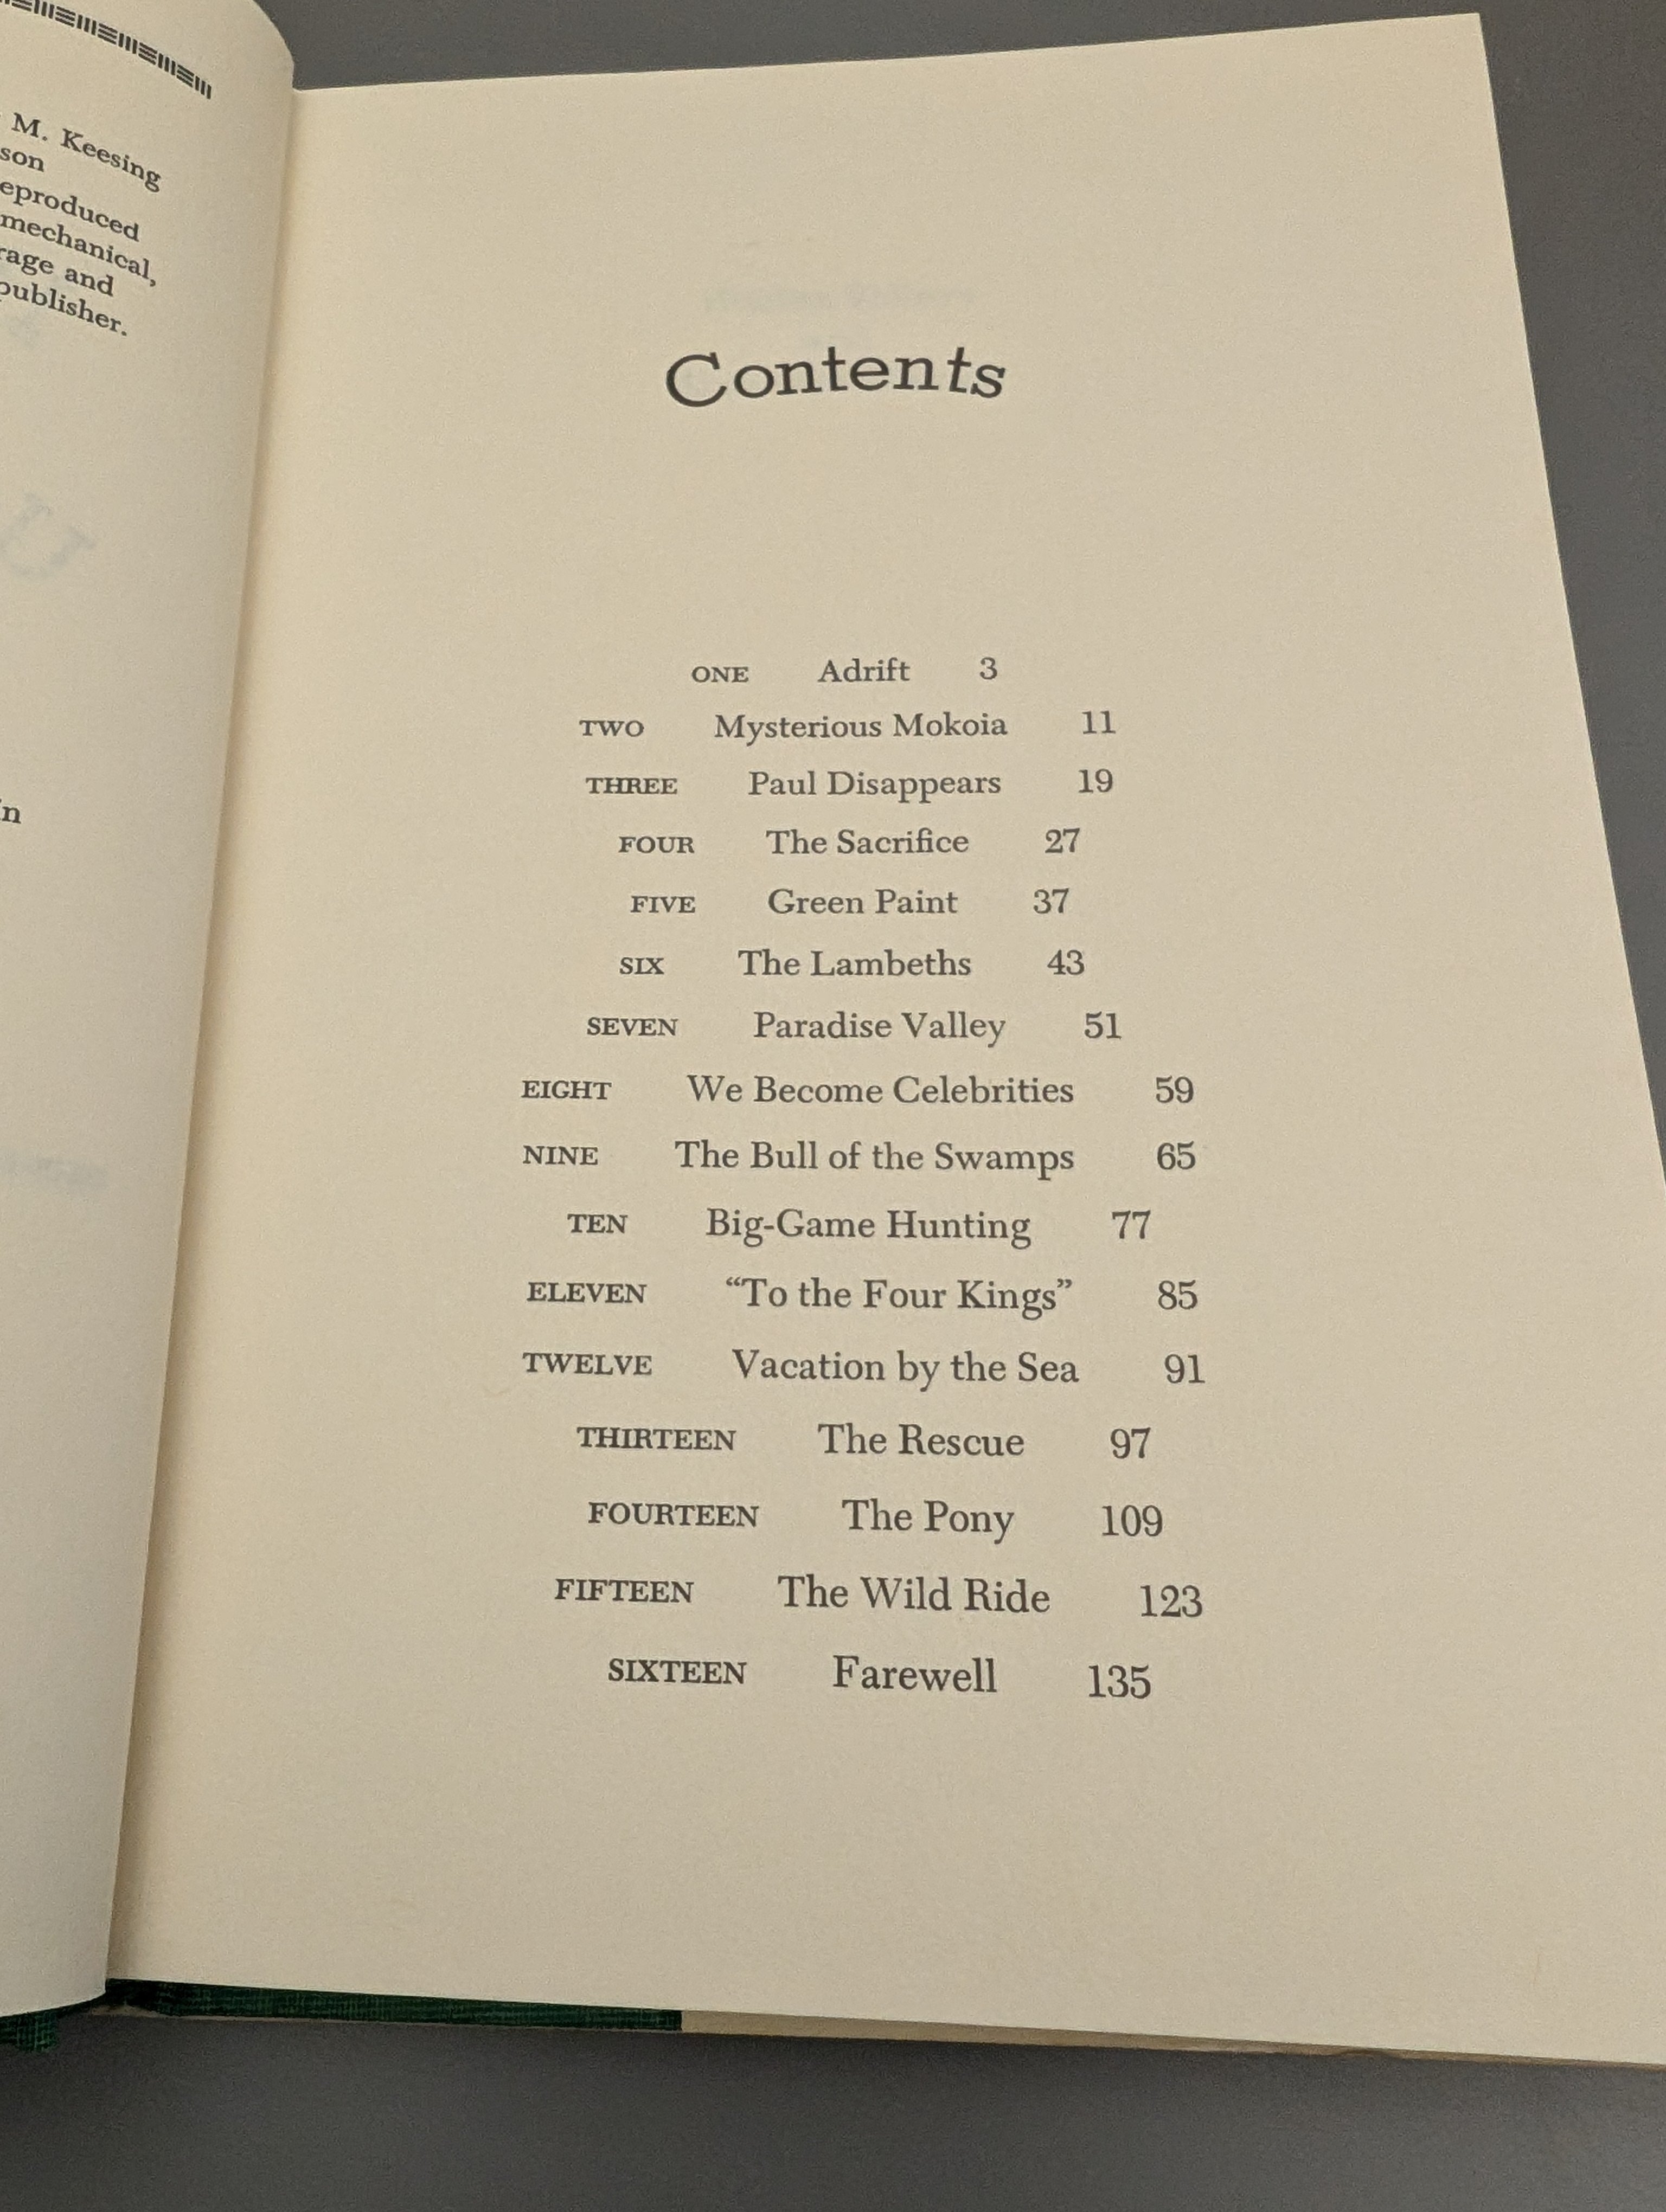 M. Keesing
son
eproduced
mechanical,
rage and
publisher.
n
Contents
ONE Adrift 3
TWO Mysterious Mokoia 11
THREE Paul Disappears 19
FOUR The Sacrifice 27
FIVE Green Paint 37
SIX The Lambeths 43
SEVEN Paradise Valley 51
EIGHT We Become Celebrities 59
NINE The Bull of the Swamps 65
TEN Big-Game Hunting 77
ELEVEN “To the Four Kings” 85
TWELVE Vacation by the Sea 91
THIRTEEN The Rescue 97
FOURTEEN The Pony 109
FIFTEEN The Wild Ride 123
SIXTEEN Farewell 135